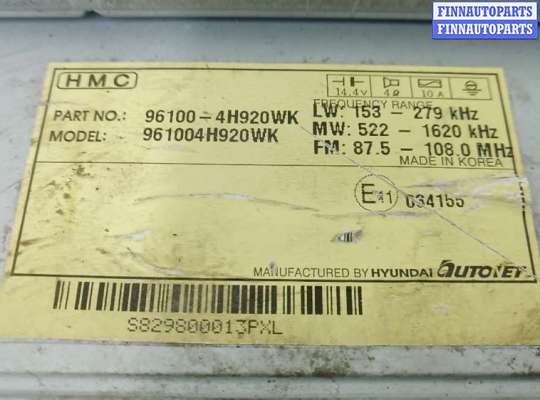 FINNAUTOPARTS
FINNAUTOPARTS
HMC
14.4V 4Ω 10A
FREQUENCY RANGE
PART NO.: 96100-4H920WK LW: 153 - 279 kHz
MODEL: 961004H920WK MW: 522 - 1620 kHz
FM: 87.5 - 108.0 MHz
MADE IN KOREA
E11 034155
MANUFACTURED BY HYUNDAI AUTONET
S829800013PXL